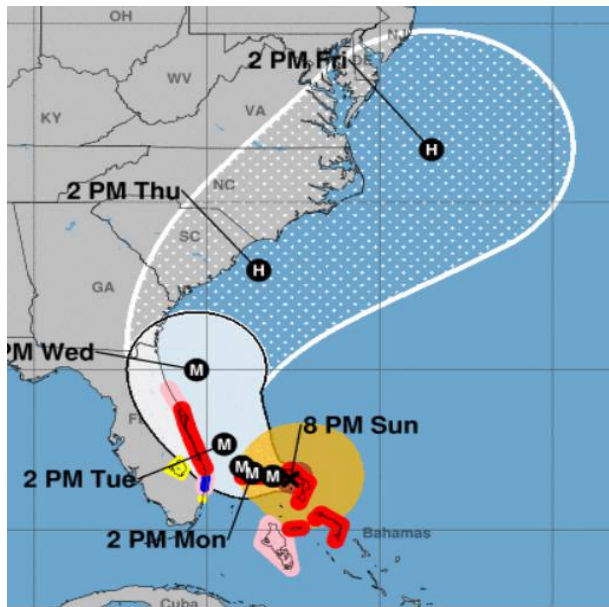 OH
NJ
2 PM Fri
DE
WV
VA
KY
H
2 PM Thu
NC
SC
H
GA
PM Wed
M
FL
8 PM Sun
M
2 PM Tue
M
M
M
2 PM Mon
Bahamas
Cuba